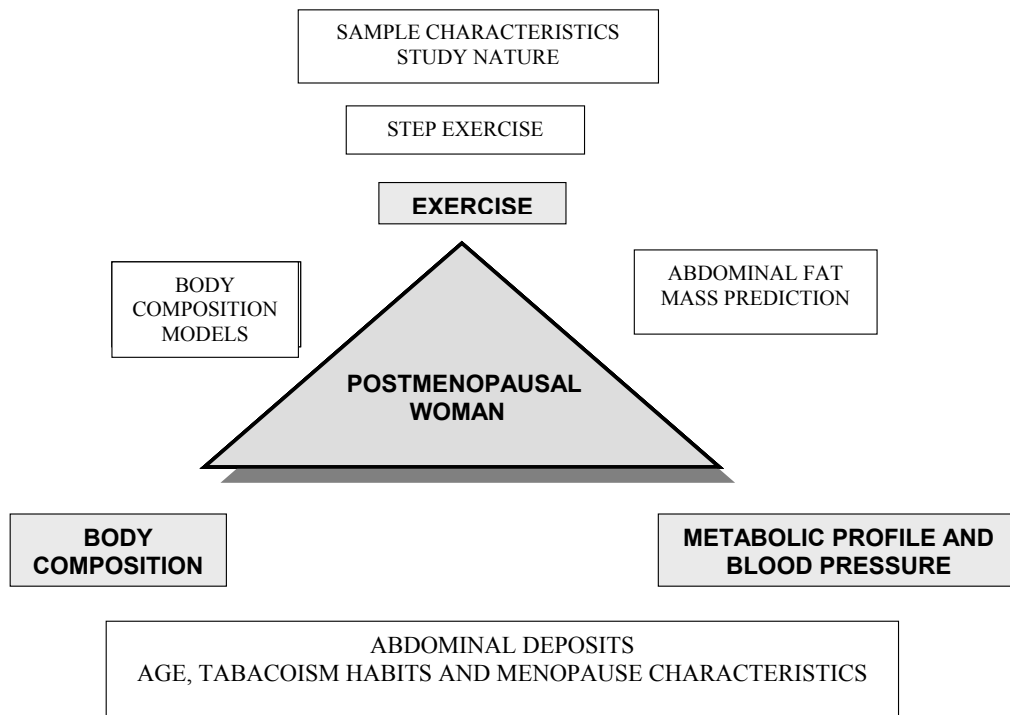 SAMPLE CHARACTERISTICS
STUDY NATURE
STEP EXERCISE
EXERCISE
BODY
COMPOSITION
MODELS
ABDOMINAL FAT
MASS PREDICTION
POSTMENOPAUSAL
WOMAN
BODY
COMPOSITION
METABOLIC PROFILE AND
BLOOD PRESSURE
ABDOMINAL DEPOSITS
AGE, TABACOISM HABITS AND MENOPAUSE CHARACTERISTICS